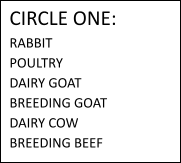 CIRCLE ONE:
RABBIT
POULTRY
DAIRY GOAT
BREEDING GOAT
DAIRY COW
BREEDING BEEF